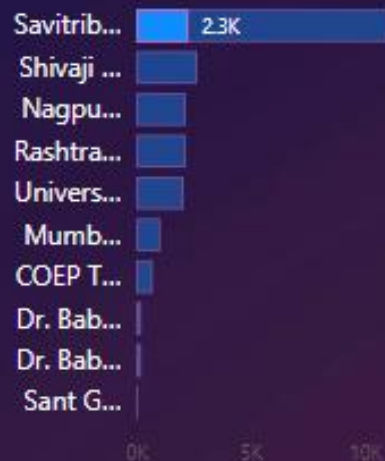 Savitrib... 2.3K
Shivaji ...
Nagpu...
Rashtra...
Univers...
Mumb...
COEP T...
Dr. Bab...
Dr. Bab...
Sant G...
0K 5K 10K